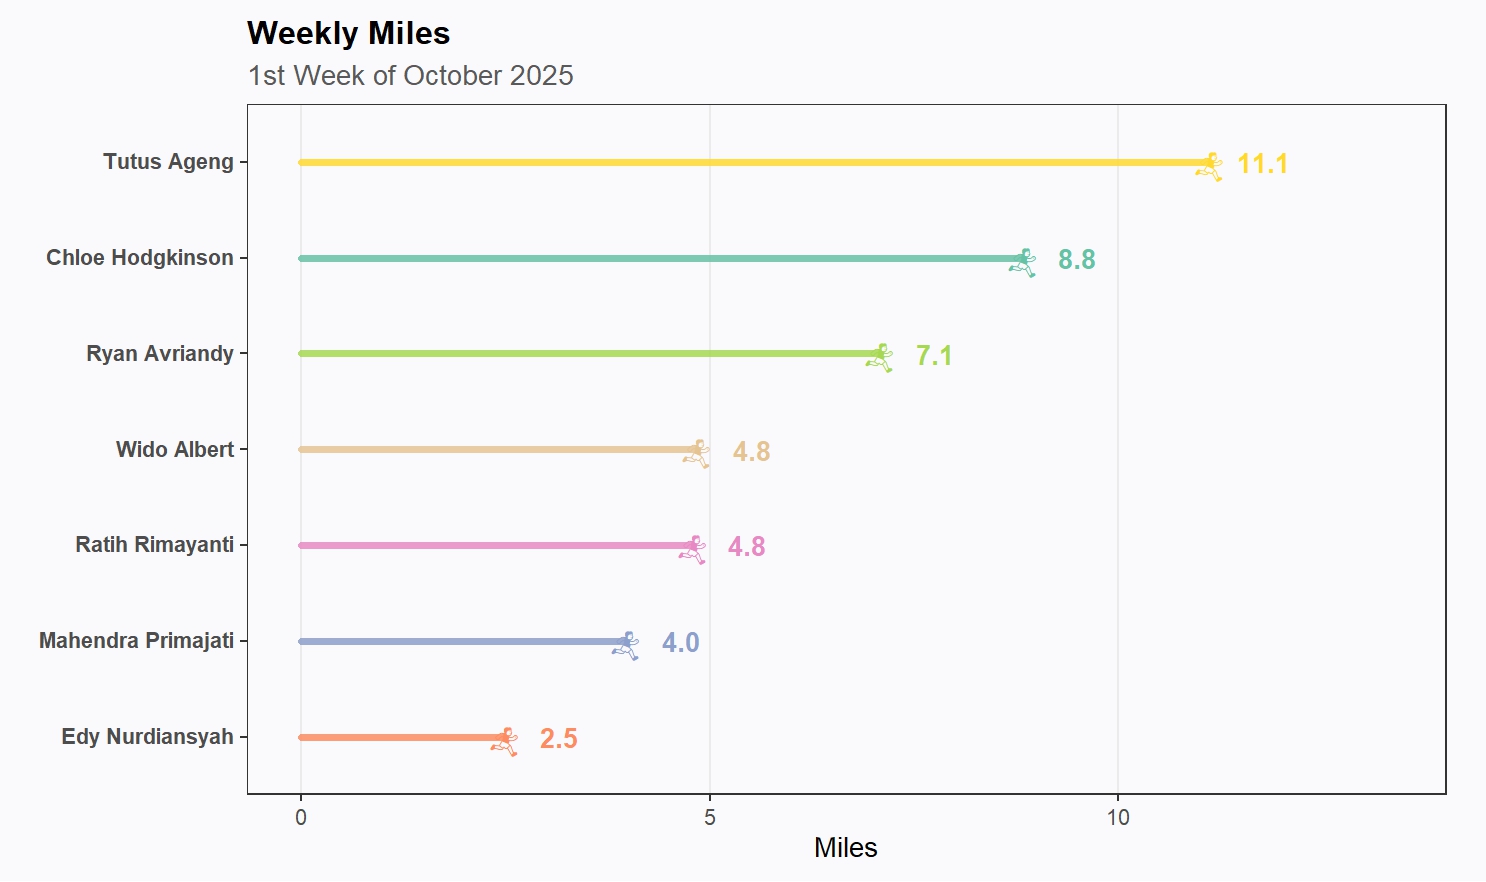 Weekly Miles
1st Week of October 2025
Tutus Ageng 11.1
Chloe Hodgkinson 8.8
Ryan Avriandy 7.1
Wido Albert 4.8
Ratih Rimayanti 4.8
Mahendra Primajati 4.0
Edy Nurdiansyah 2.5
0 5 10
Miles